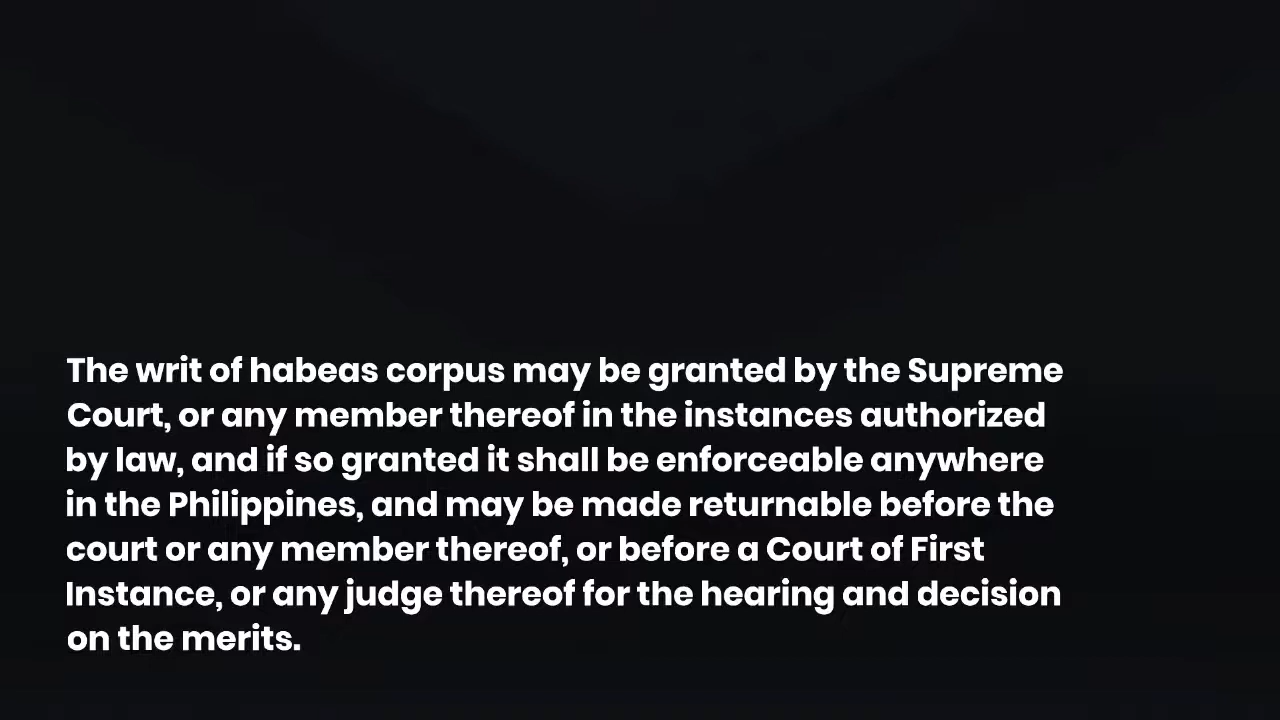 The writ of habeas corpus may be granted by the Supreme
Court, or any member thereof in the instances authorized
by law, and if so granted it shall be enforceable anywhere
in the Philippines, and may be made returnable before the
court or any member thereof, or before a Court of First
Instance, or any judge thereof for the hearing and decision
on the merits.